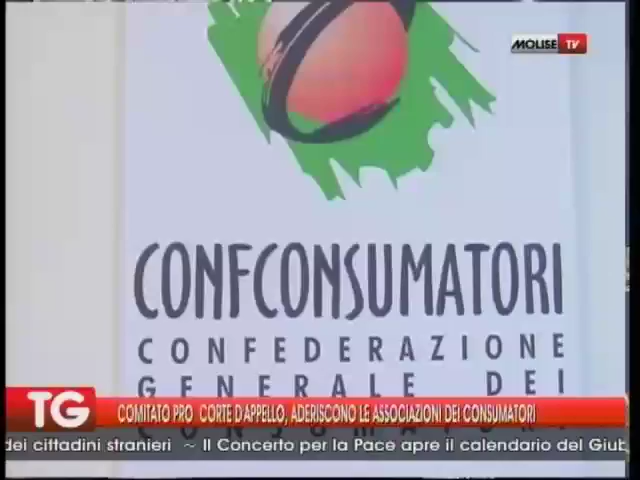 MOLISE TV
CONFCONSUMATORI
CONFEDERAZIONE
GENERALE DEI
TG
COMITATO PRO CORTE D'APPELLO, ADERISCONO LE ASSOCIAZIONI DEI CONSUMATORI
dei cittadini stranieri ~ Il Concerto per la Pace apre il calendario del Giub